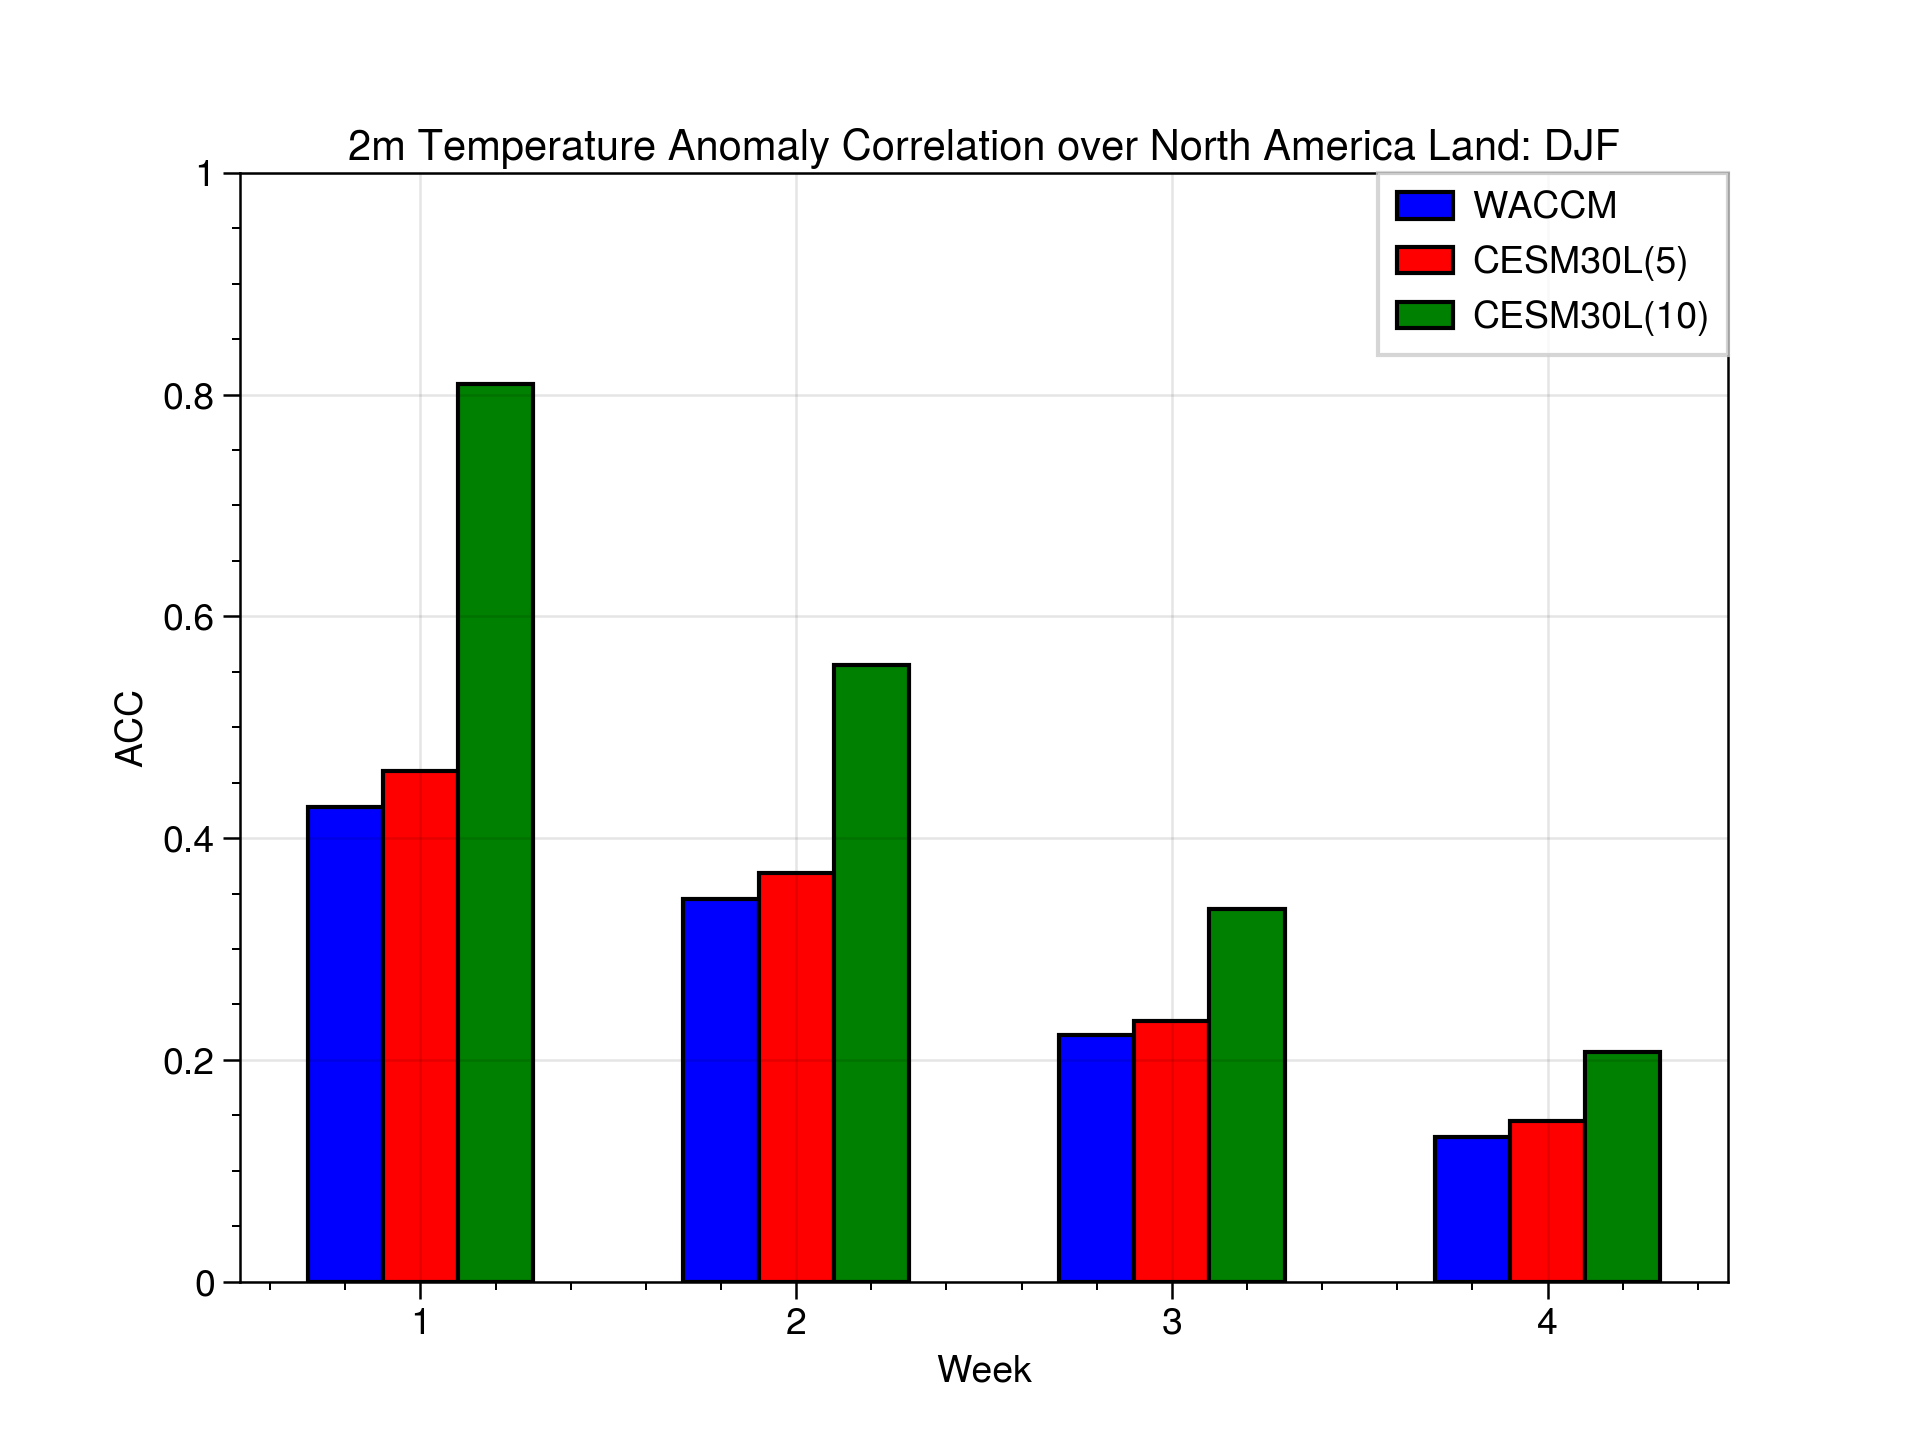 2m Temperature Anomaly Correlation over North America Land: DJF
WACCM
CESM30L(5)
CESM30L(10)
ACC
1
0.8
0.6
0.4
0.2
0
1 2 3 4
Week